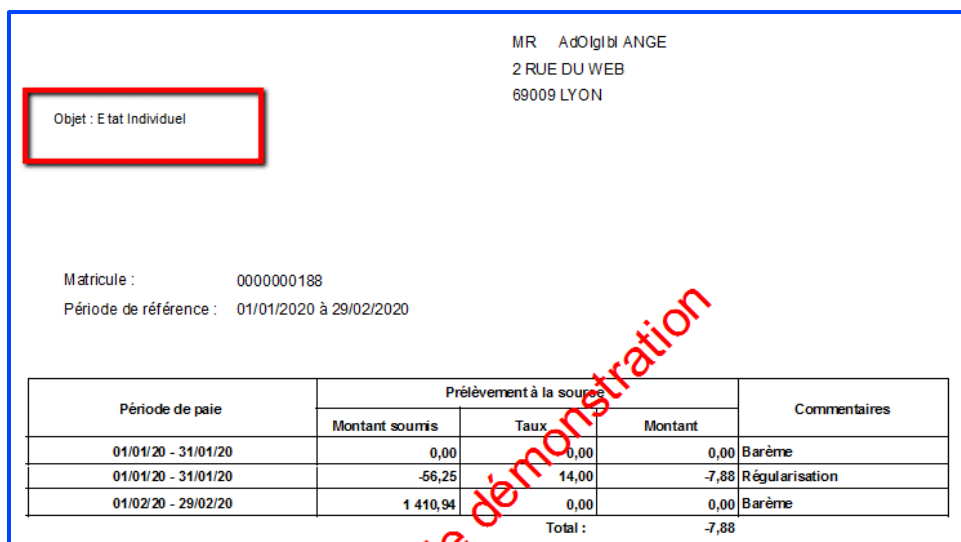 MR AdOlglbl ANGE
2 RUE DU WEB
69009 LYON
Objet : Etat Individuel
Matricule : 0000000188
Période de référence : 01/01/2020 à 29/02/2020
Période de paie Prélèvement à la source Commentaires
Montant soumis Taux Montant
01/01/20 - 31/01/20 0,00 0,00 0,00 Barème
01/01/20 - 31/01/20 -56,25 14,00 -7,88 Régularisation
01/02/20 - 29/02/20 1 410,94 0,00 0,00 Barème
Total : -7,88
démonstration